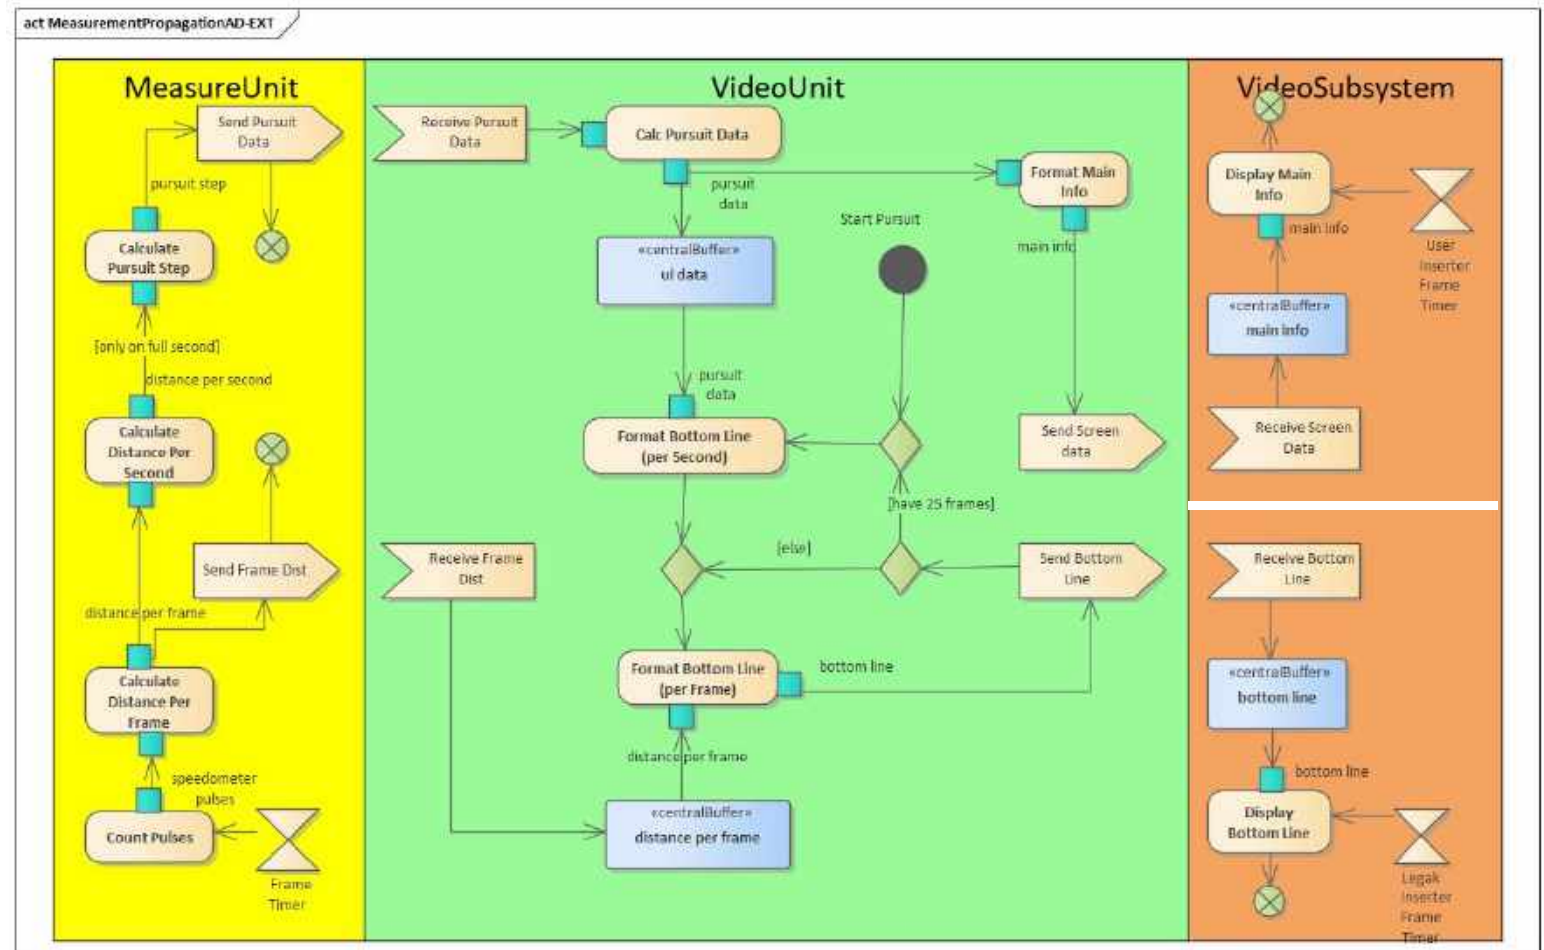 act MeasurementPropagationAD-EXT
MeasureUnit
Send Pursuit
Data
pursuit step
Calculate
Pursuit Step
[only on full second]
distance per second
Calculate
Distance Per
Second
Send Frame Dist
distance per frame
Calculate
Distance Per
Frame
speedometer
pulses
Count Pulses
Frame
Timer
VideoUnit
Receive Pursuit
Data
Calc Pursuit Data
pursuit
data
Format Main
Info
Start Pursuit
main info
«centralBuffer»
ui data
pursuit
data
Format Bottom Line
(per Second)
Send Screen
data
[have 25 frames]
[else]
Receive Frame
Dist
Send Bottom
Line
Format Bottom Line
(per Frame)
bottom line
distance per frame
«centralBuffer»
distance per frame
VideoSubsystem
Display Main
Info
main info
User
Inserter
Frame
Timer
«centralBuffer»
main info
Receive Screen
Data
Receive Bottom
Line
«centralBuffer»
bottom line
bottom line
Display
Bottom Line
Legak
Inserter
Frame
Timer